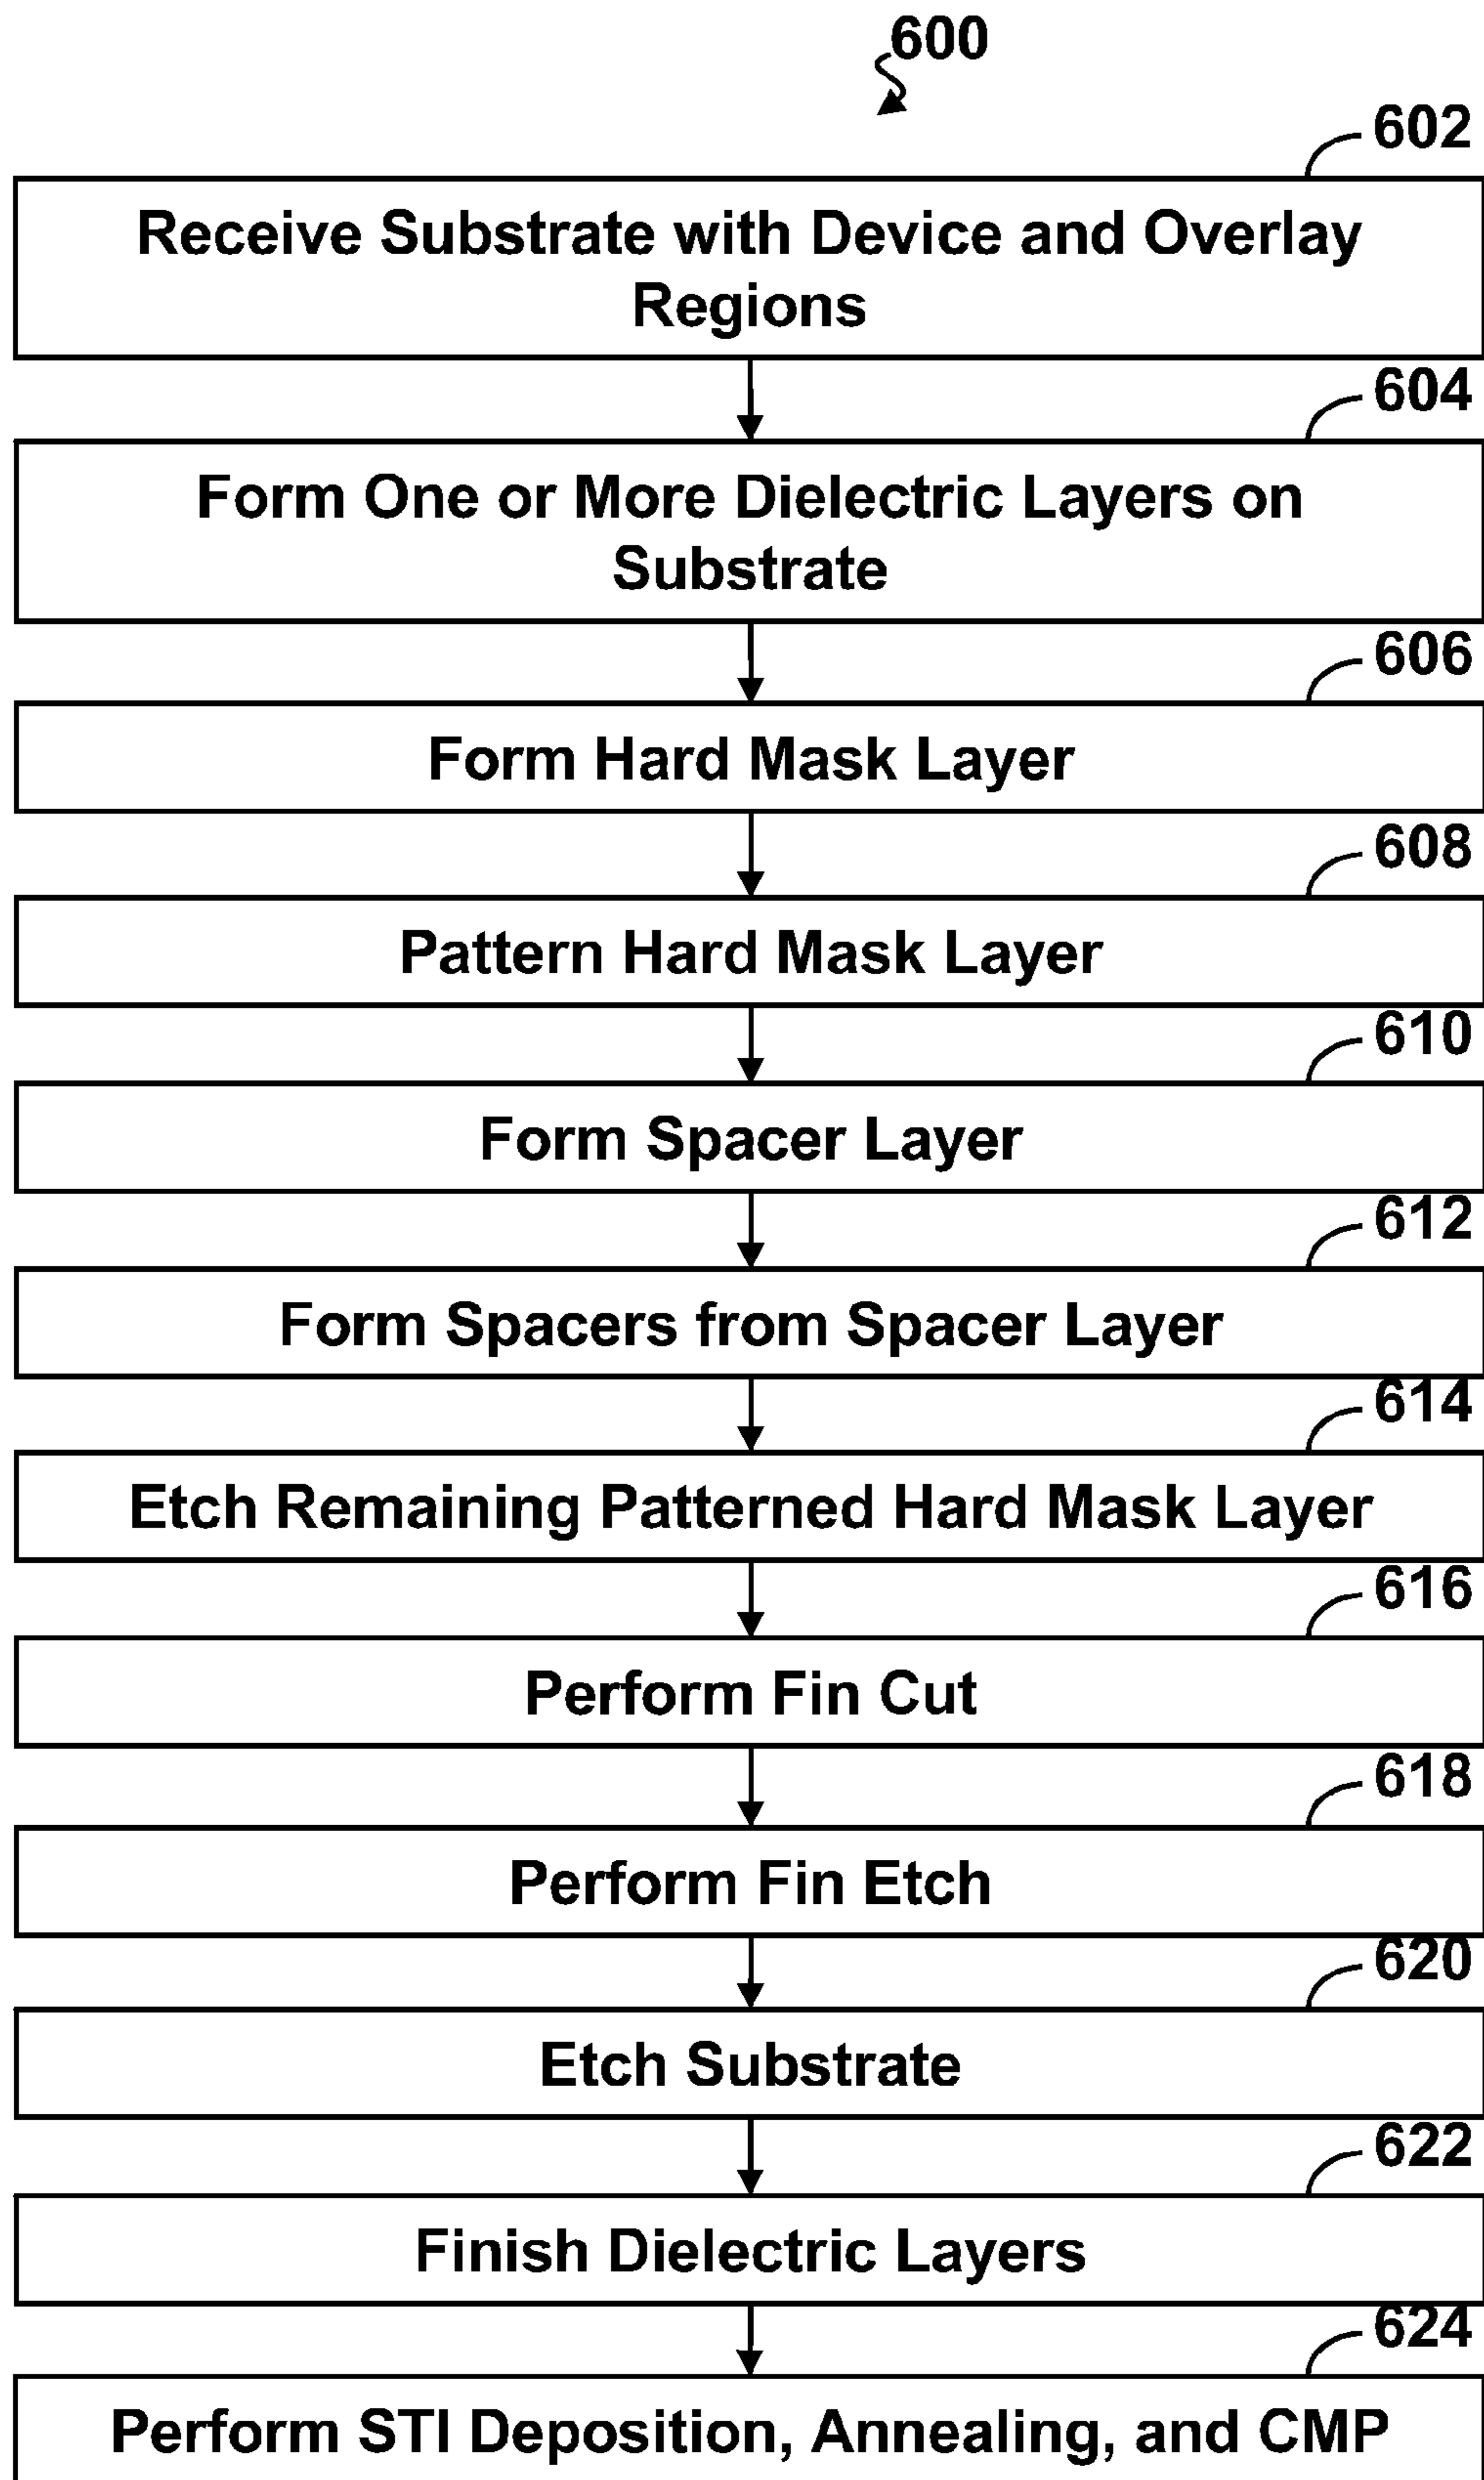 600
602
Receive Substrate with Device and Overlay
Regions
604
Form One or More Dielectric Layers on
Substrate
606
Form Hard Mask Layer
608
Pattern Hard Mask Layer
610
Form Spacer Layer
612
Form Spacers from Spacer Layer
614
Etch Remaining Patterned Hard Mask Layer
616
Perform Fin Cut
618
Perform Fin Etch
620
Etch Substrate
622
Finish Dielectric Layers
624
Perform STI Deposition, Annealing, and CMP